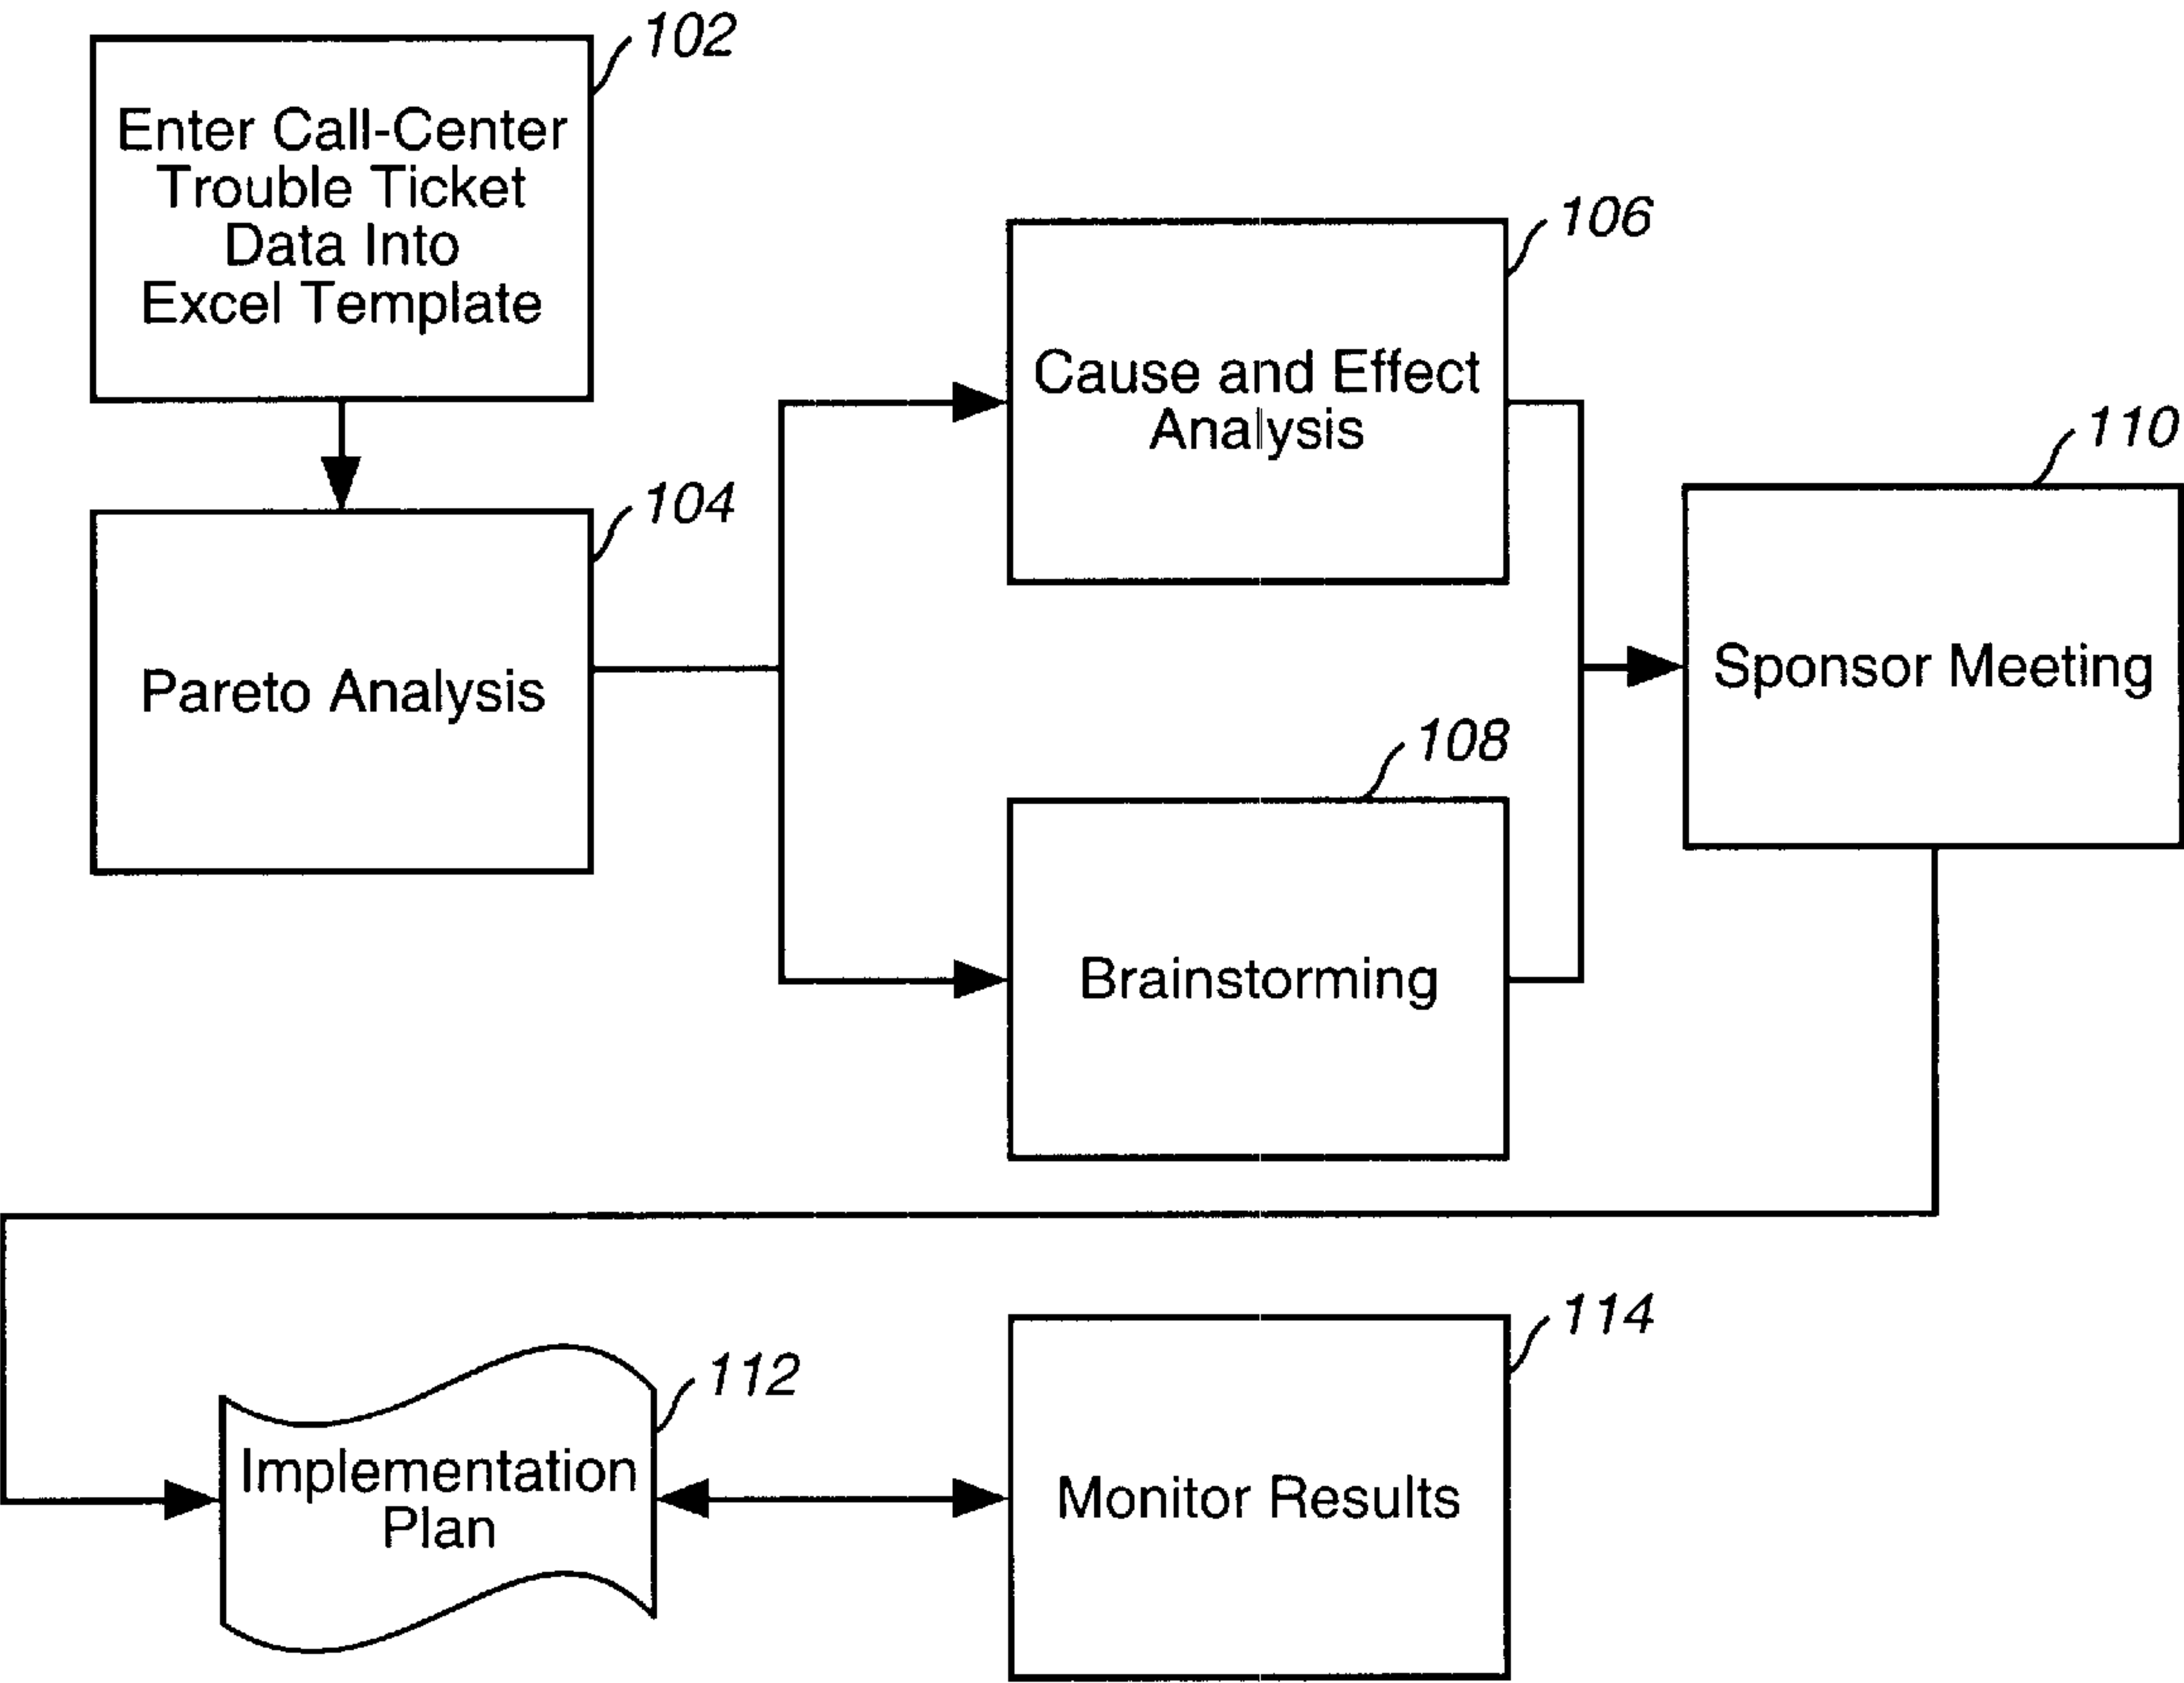 102
Enter Call-Center
Trouble Ticket
Data Into
Excel Template
104
Pareto Analysis
106
Cause and Effect
Analysis
108
Brainstorming
110
Sponsor Meeting
112
Implementation
Plan
114
Monitor Results